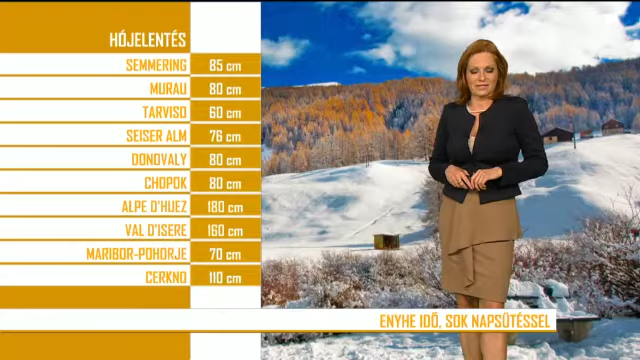 HÓJELENTÉS
SEMMERING 85 cm
MURAU 80 cm
TARVISO 60 cm
SEISER ALM 76 cm
DONOVALY 80 cm
CHOPOK 80 cm
ALPE D'HUEZ 180 cm
VAL D'ISERE 160 cm
MARIBOR-POHORJE 70 cm
CERKNO 110 cm
ENYHE IDŐ, SOK NAPSÜTÉSSEL